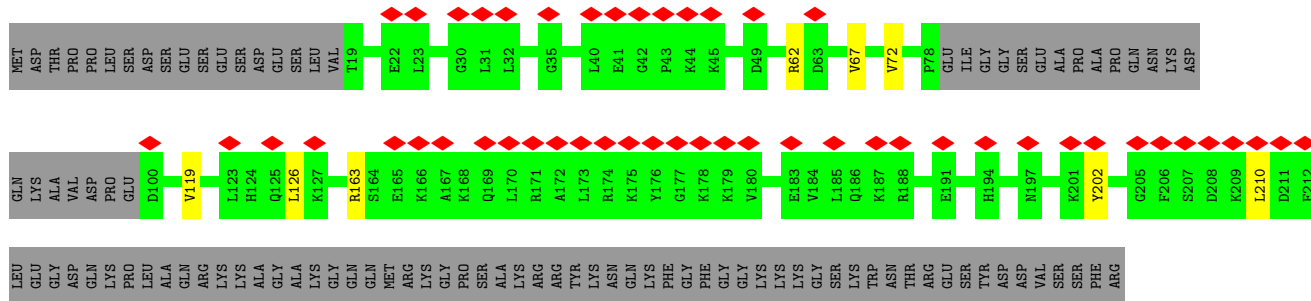 MET ASP THR PRO PRO LEU SER ASP SER GLU SER GLU SER ASP GLU SER LEU VAL T19 E22 L23 G30 L31 L32 G35 L40 E41 G42 P43 K44 K45 D49 R62 D63 V67 V72 P78 GLU ILE GLY GLY SER GLU ALA PRO ALA PRO GLN ASN LYS ASP
GLN LYS ALA VAL ASP PRO GLU D100 V119 L123 H124 Q125 L126 K127 R163 S164 E165 K166 A167 K168 Q169 L170 R171 A172 L173 R174 K175 Y176 G177 K178 K179 V180 E183 V184 L185 Q186 K187 R188 E191 H194 N197 K201 Y202 G205 F206 S207 D208 K209 L210 D211
LEU GLU GLY ASP GLN LYS PRO LEU ALA GLN ARG LYS LYS ALA GLY ALA LYS GLY GLN GLN MET ARG LYS GLY PRO SER ALA LYS ARG ARG TYR LYS ASN GLN LYS PHE GLY PHE GLY GLY LYS LYS LYS GLY SER LYS TRP ASN THR ARG GLU SER TYR ASP ASP VAL SER SER PHE ARG